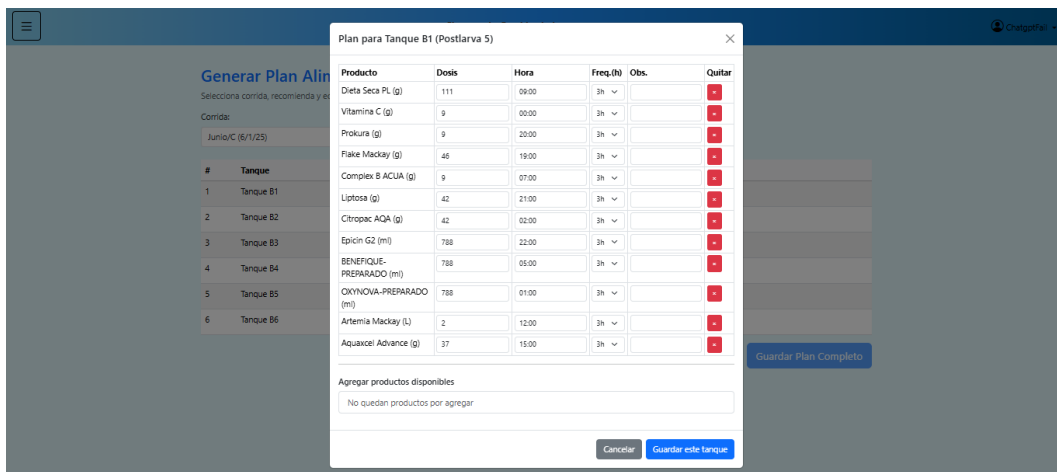 ChatgptFail
Plan para Tanque B1 (Postlarva 5)
Generar Plan Alin
Selecciona corrida, recomienda y ec
Corrida:
Junio/C (6/1/25)
# Tanque
1 Tanque B1
2 Tanque B2
3 Tanque B3
4 Tanque B4
5 Tanque B5
6 Tanque B6
Producto Dosis Hora Freq.(h) Obs. Quitar
Dieta Seca PL (g) 111 09:00 3h
Vitamina C (g) 9 00:00 3h
Prokura (g) 9 20:00 3h
Flake Mackay (g) 46 19:00 3h
Complex B ACUA (g) 9 07:00 3h
Liptosa (g) 42 21:00 3h
Citropac AQA (g) 42 02:00 3h
Epicin G2 (ml) 788 22:00 3h
BENEFIQUE- 788 05:00 3h
PREPARADO (ml)
OXYNOVA-PREPARADO 788 01:00 3h
(ml)
Artemia Mackay (L) 2 12:00 3h
Aquaxcel Advance (g) 37 15:00 3h
Guardar Plan Completo
Agregar productos disponibles
No quedan productos por agregar
Cancelar Guardar este tanque